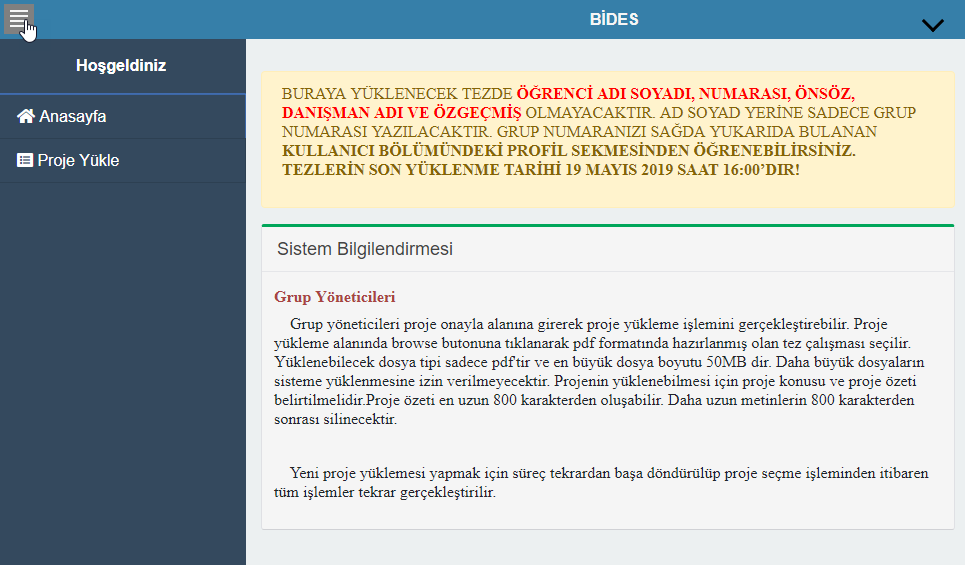 BİDES
Hoşgeldiniz
Anasayfa
Proje Yükle
BURAYA YÜKLENECEK TEZDE ÖĞRENCİ ADI SOYADI, NUMARASI, ÖNSÖZ,
DANIŞMAN ADI VE ÖZGEÇMİŞ OLMAYACAKTIR. AD SOYAD YERİNE SADECE GRUP
NUMARASI YAZILACAKTIR. GRUP NUMARANIZI SAĞDA YUKARIDA BULANAN
KULLANICI BÖLÜMÜNDEKİ PROFİL SEKMESİNDEN ÖĞRENEBİLİRSİNİZ.
TEZLERİN SON YÜKLENME TARİHİ 19 MAYIS 2019 SAAT 16:00’DIR!
Sistem Bilgilendirmesi
Grup Yöneticileri
Grup yöneticileri proje onayla alanına girerek proje yükleme işlemini gerçekleştirebilir. Proje
yükleme alanında browse butonuna tıklanarak pdf formatında hazırlanmış olan tez çalışması seçilir.
Yüklenebilecek dosya tipi sadece pdf'tir ve en büyük dosya boyutu 50MB dir. Daha büyük dosyaların
sisteme yüklenmesine izin verilmeyecektir. Projenin yüklenebilmesi için proje konusu ve proje özeti
belirtilmelidir.Proje özeti en uzun 800 karakterden oluşabilir. Daha uzun metinlerin 800 karakterden
sonrası silinecektir.
Yeni proje yüklemesi yapmak için süreç tekrardan başa döndürülüp proje seçme işleminden itibaren
tüm işlemler tekrar gerçekleştirilir.